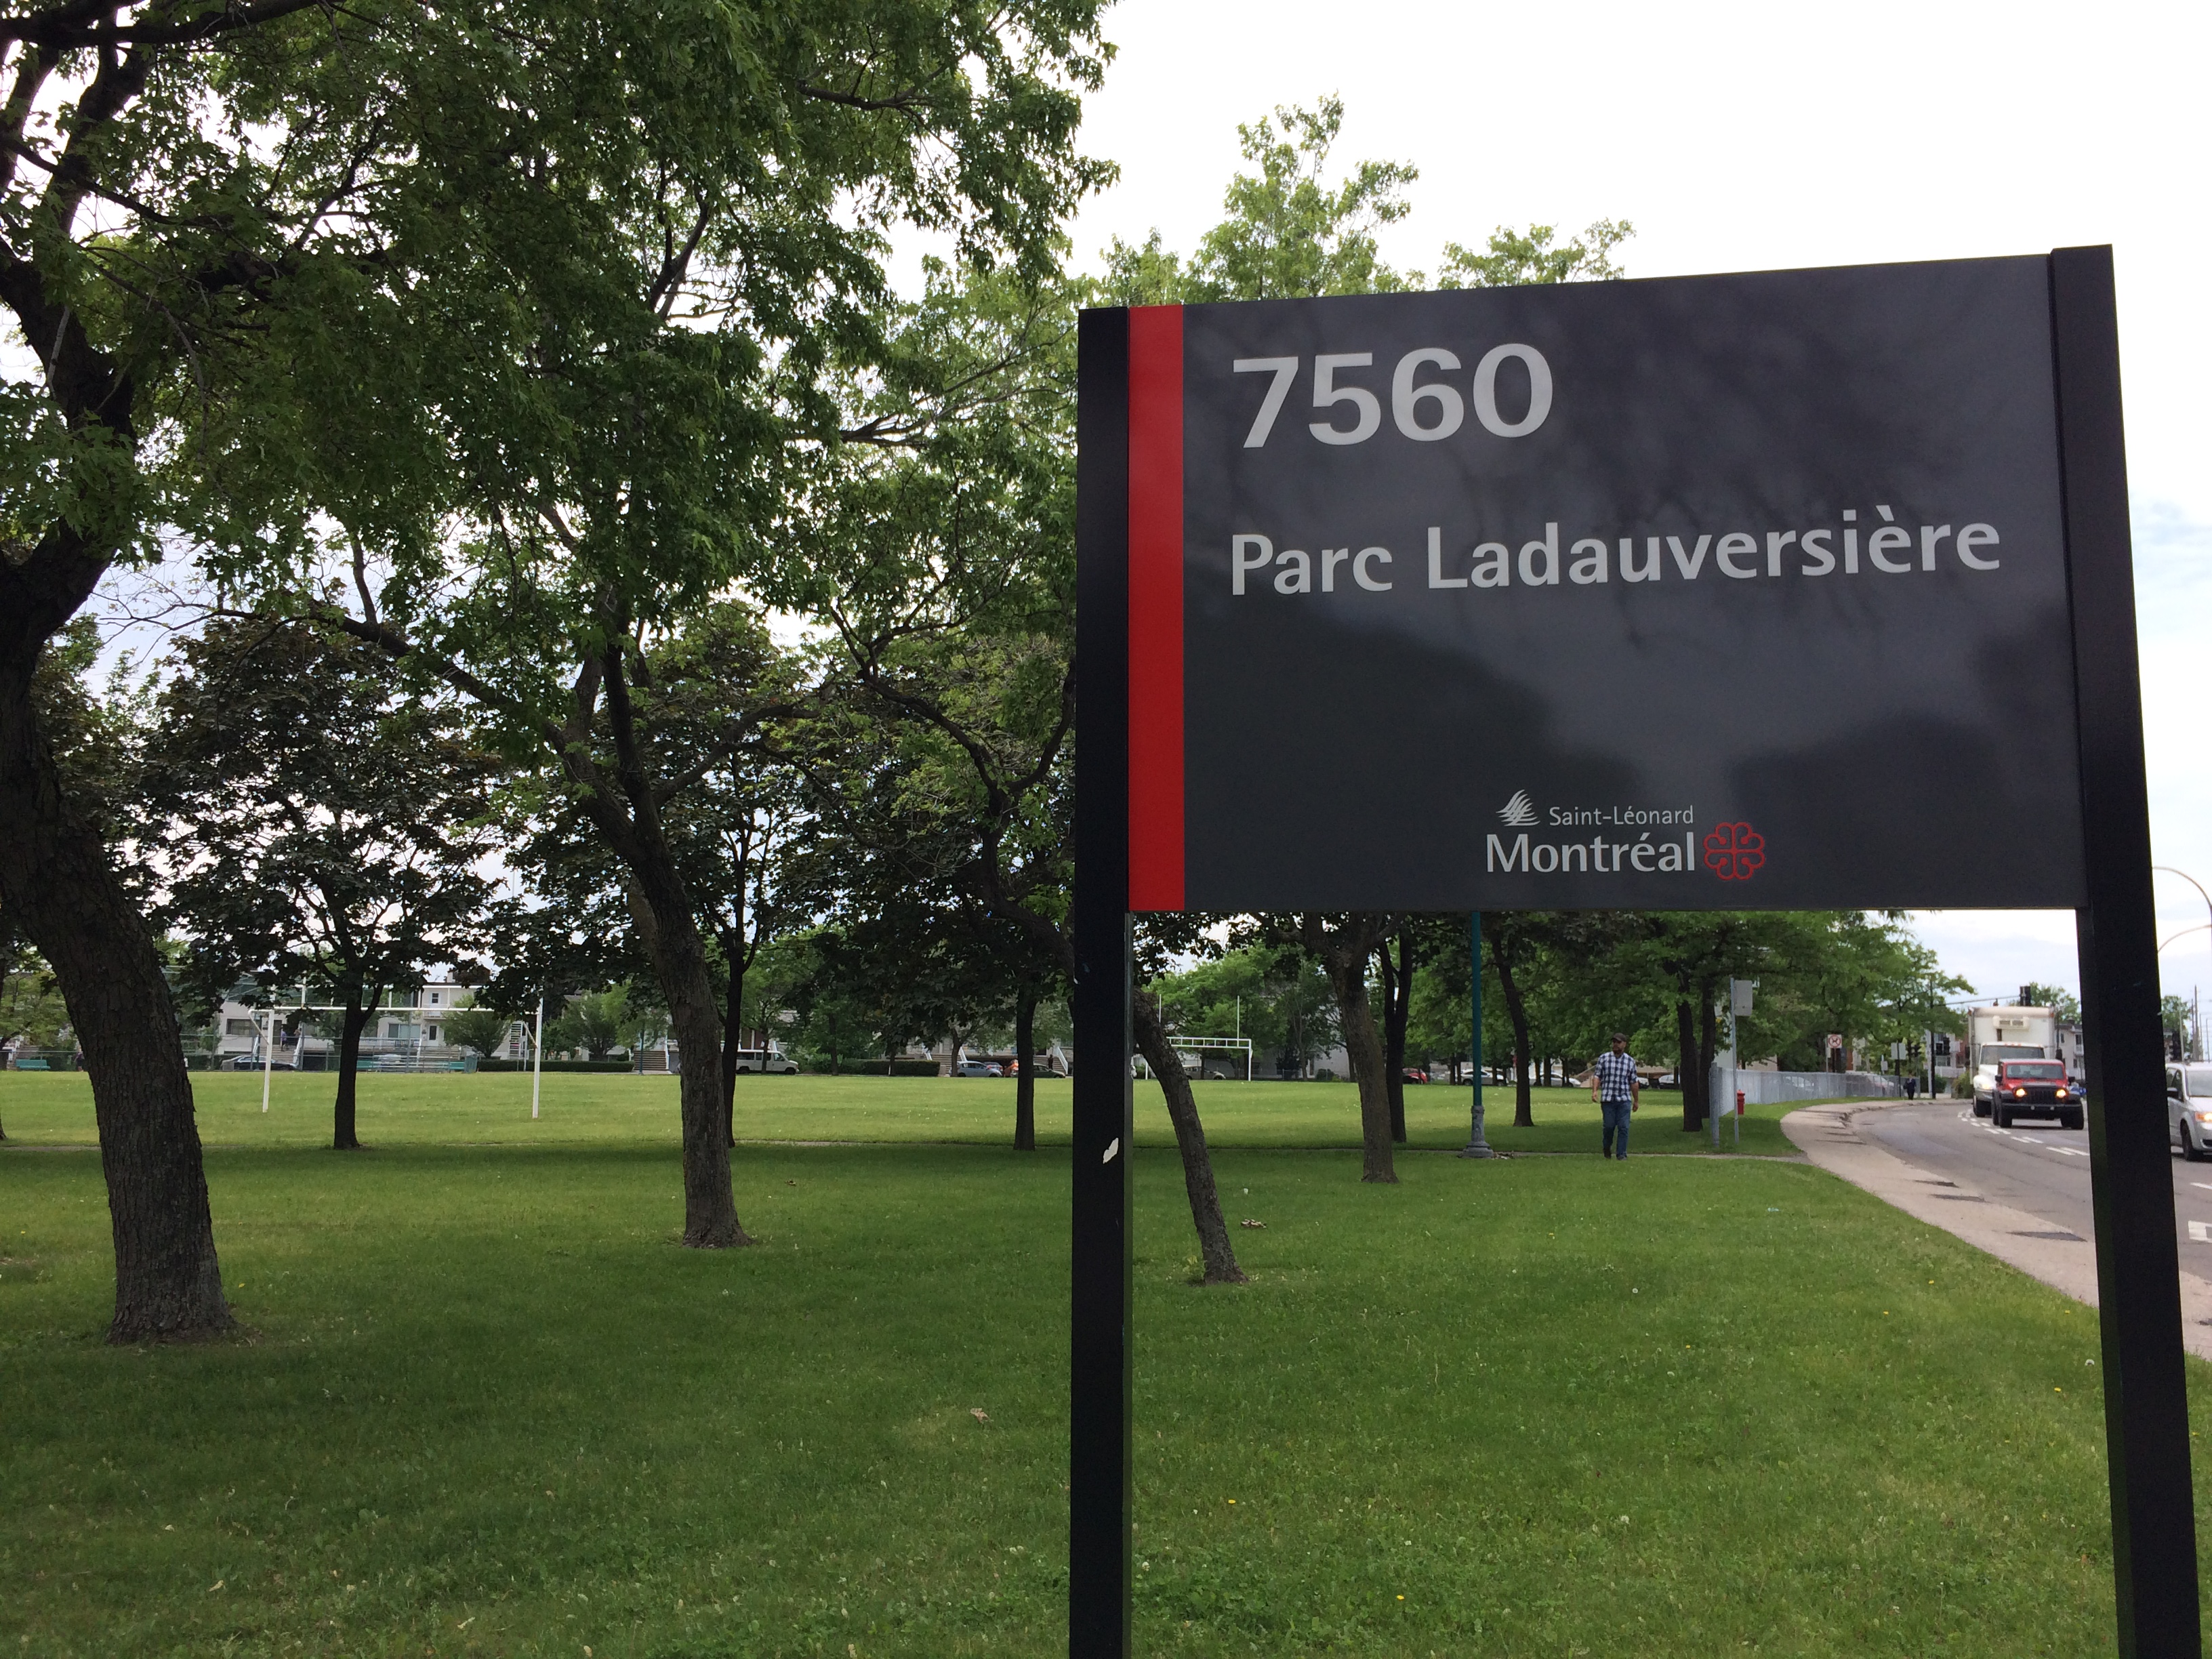 7560
Parc Ladauversière
Saint-Léonard
Montréal